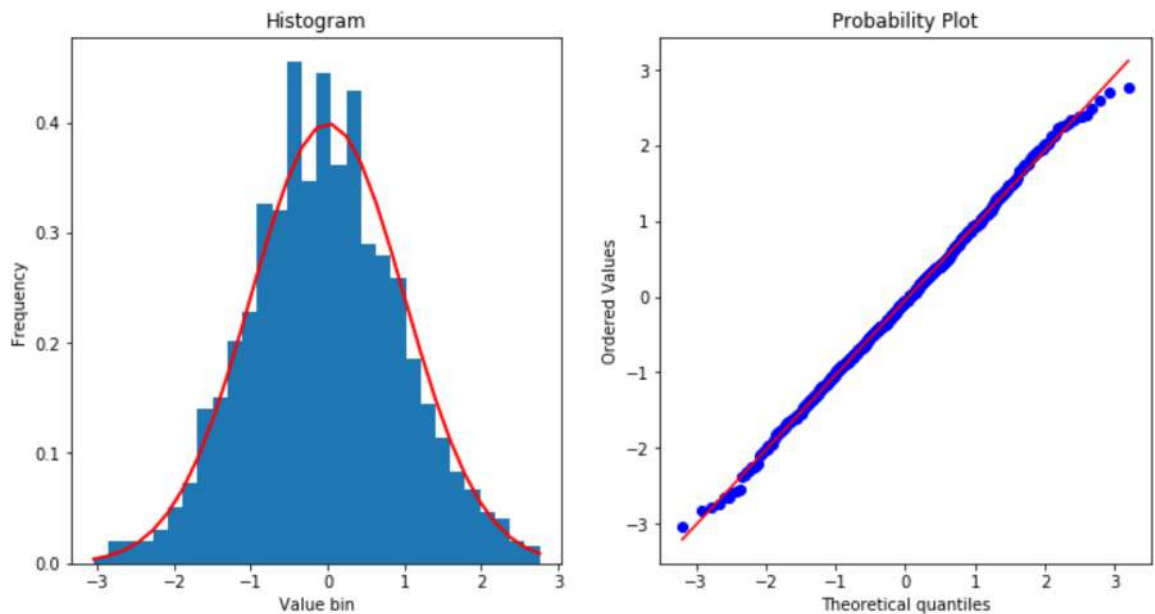 Histogram
Frequency
0.4
0.3
0.2
0.1
0.0
−3 −2 −1 0 1 2 3
Value bin
Probability Plot
Ordered Values
3
2
1
0
−1
−2
−3
−3 −2 −1 0 1 2 3
Theoretical quantiles